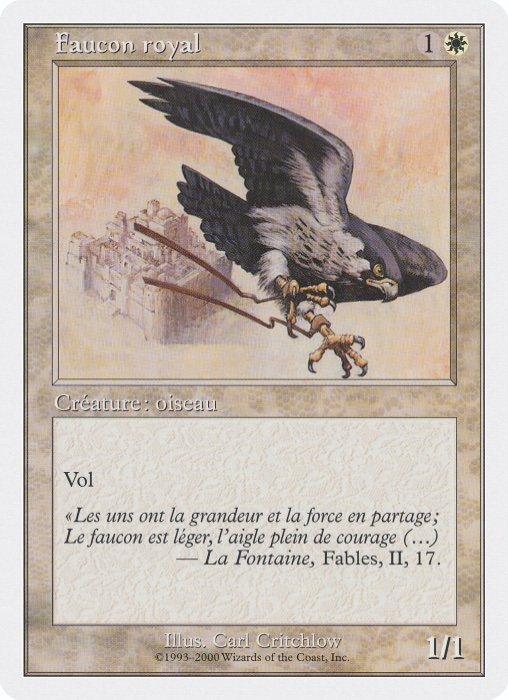 Faucon royal 1
Créature : oiseau
Vol
«Les uns ont la grandeur et la force en partage;
Le faucon est léger, l'aigle plein de courage (…)
— La Fontaine, Fables, II, 17.
Illus. Carl Critchlow
©1993–2000 Wizards of the Coast, Inc.
1/1